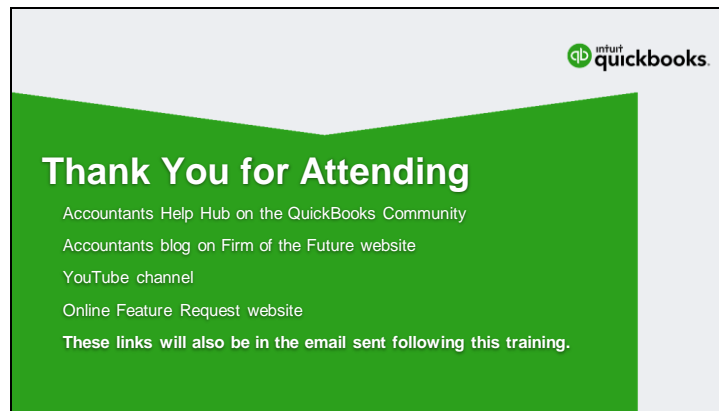 qb intuit
quickbooks.
Thank You for Attending
Accountants Help Hub on the QuickBooks Community
Accountants blog on Firm of the Future website
YouTube channel
Online Feature Request website
These links will also be in the email sent following this training.